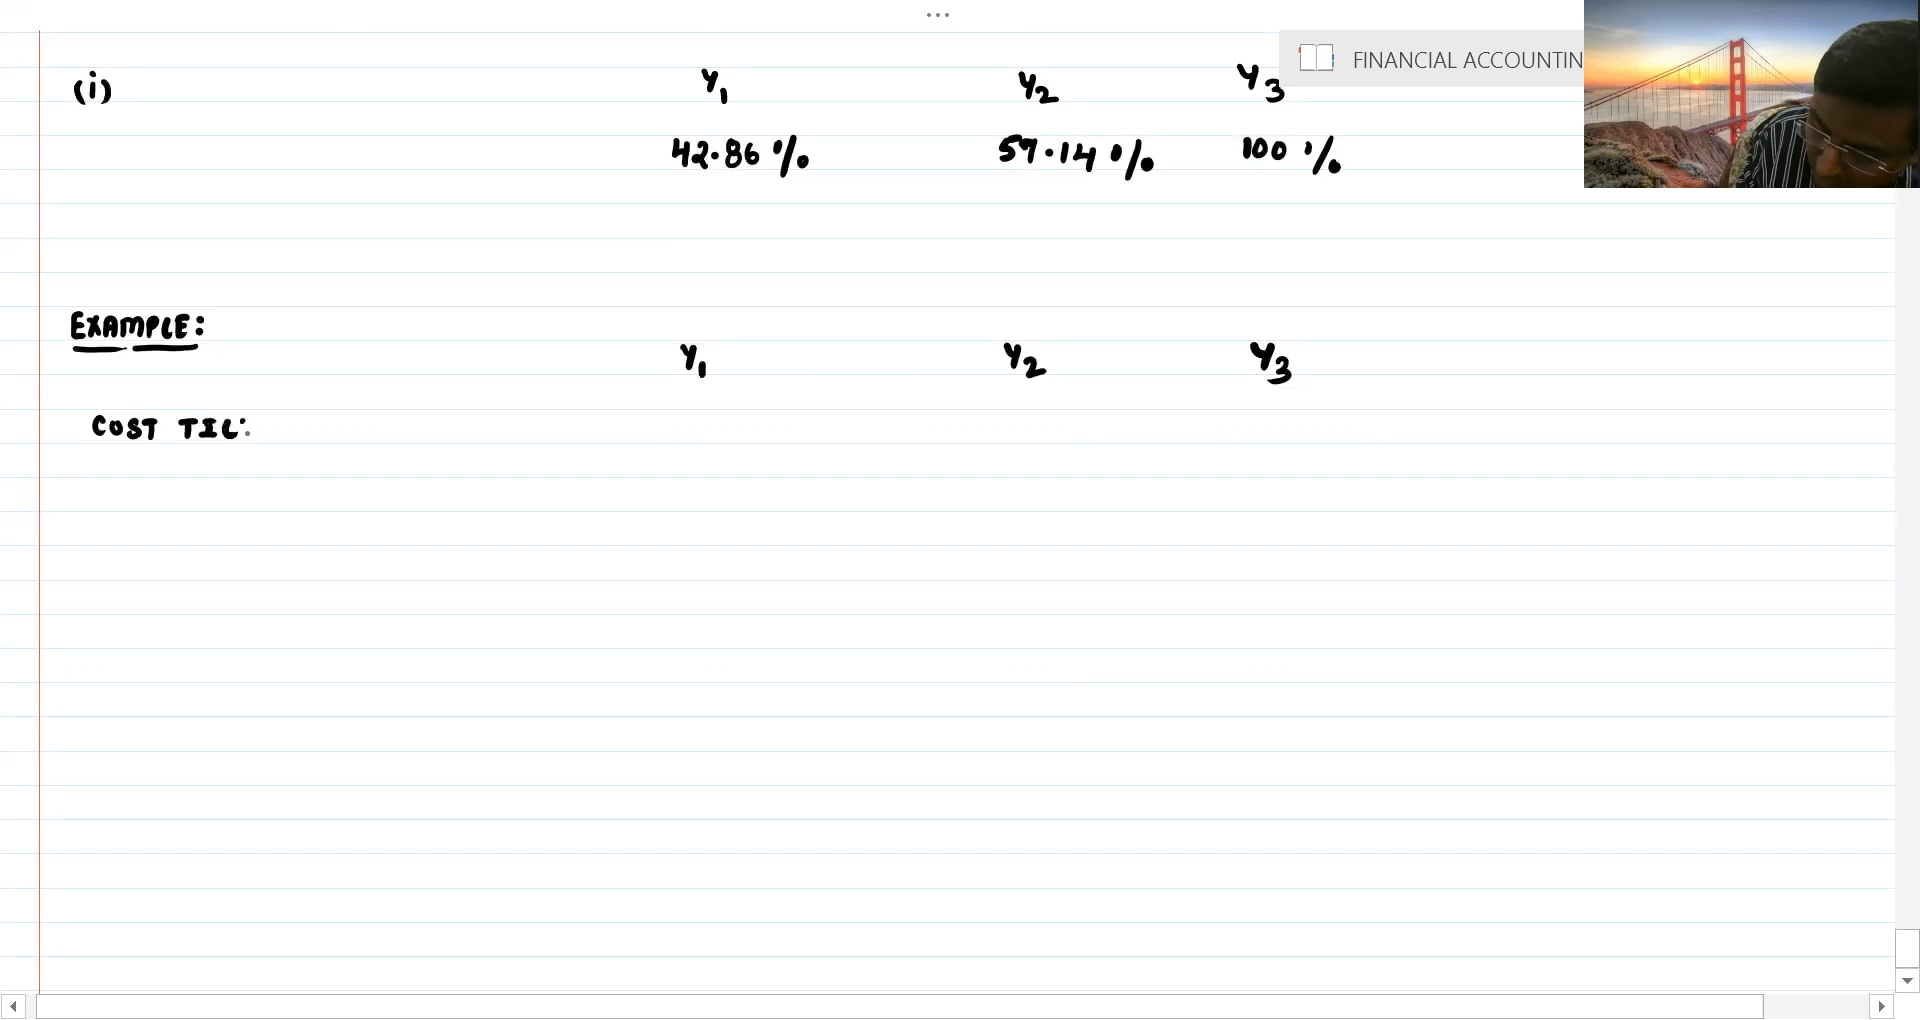 FINANCIAL ACCOUNTIN
(i) Y1 Y2 Y3
42.86 % 57.14 % 100 %
EXAMPLE:
Y1 Y2 Y3
COST TIL: